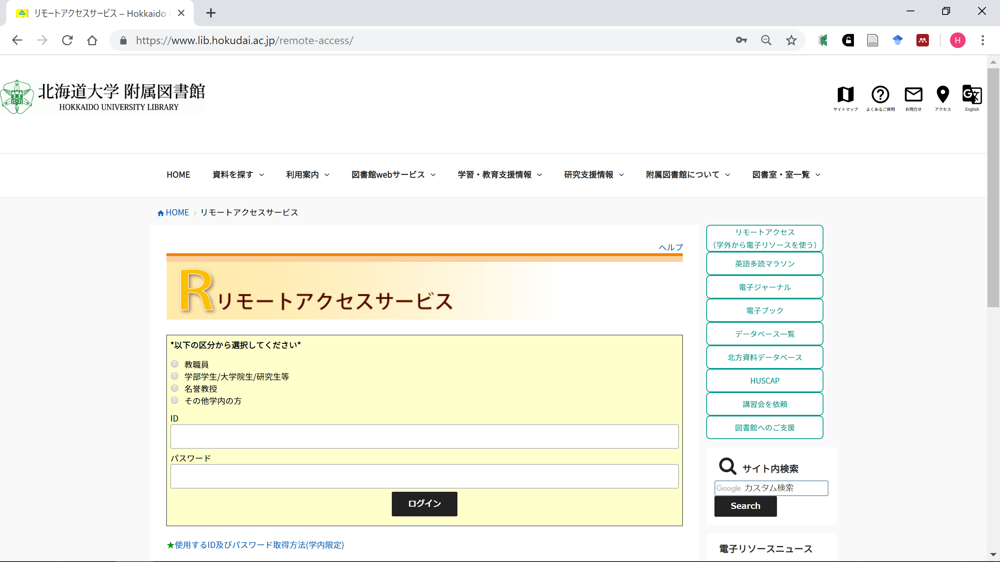 リモートアクセスサービス – Hokkaido
https://www.lib.hokudai.ac.jp/remote-access/
H
北海道大学 附属図書館
HOKKAIDO UNIVERSITY LIBRARY
サイトマップ
よくあるご質問
お問合せ
アクセス
English
HOME
資料を探す
利用案内
図書館webサービス
学習・教育支援情報
研究支援情報
附属図書館について
図書室・室一覧
HOME › リモートアクセスサービス
ヘルプ
R リモートアクセスサービス
*以下の区分から選択してください*
教職員
学部学生/大学院生/研究生等
名誉教授
その他学内の方
ID
パスワード
ログイン
★使用するID及びパスワード取得方法(学内限定)
リモートアクセス
（学外から電子リソースを使う）
英語多読マラソン
電子ジャーナル
電子ブック
データベース一覧
北方資料データベース
HUSCAP
講習会を依頼
図書館へのご支援
サイト内検索
Google カスタム検索
Search
電子リソースニュース